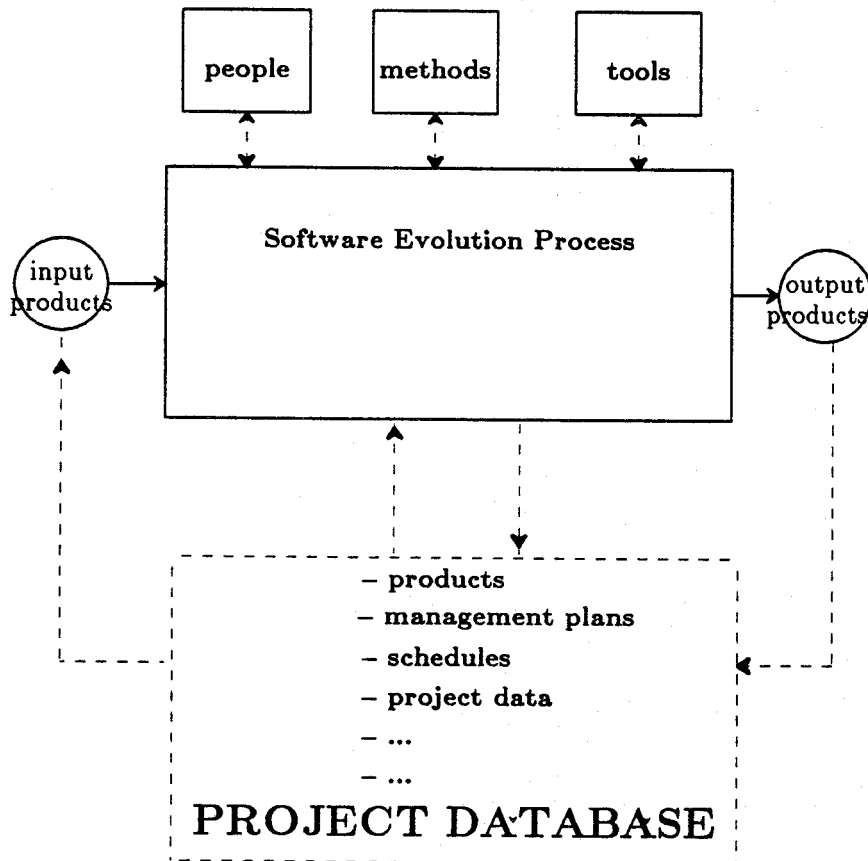 people
methods
tools
Software Evolution Process
input
products
output
products
– products
– management plans
– schedules
– project data
– ...
– ...
PROJECT DATABASE